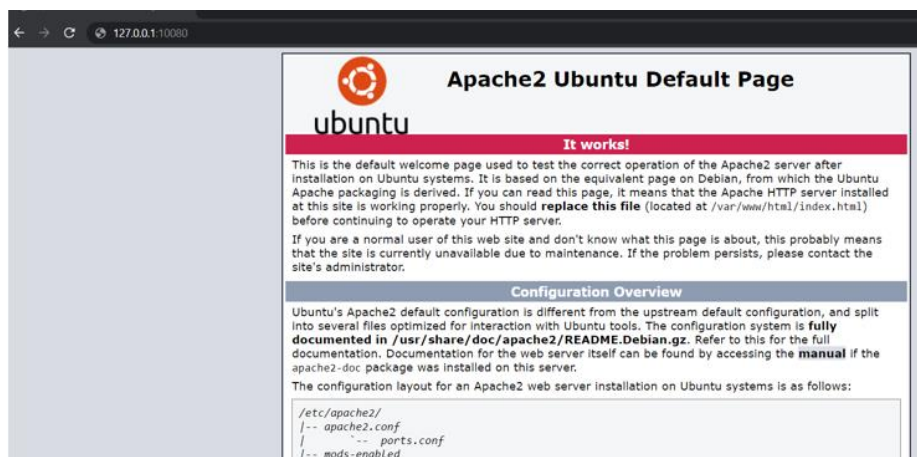 127.0.0.1:10080
Apache2 Ubuntu Default Page
ubuntu
It works!
This is the default welcome page used to test the correct operation of the Apache2 server after
installation on Ubuntu systems. It is based on the equivalent page on Debian, from which the Ubuntu
Apache packaging is derived. If you can read this page, it means that the Apache HTTP server installed
at this site is working properly. You should replace this file (located at /var/www/html/index.html)
before continuing to operate your HTTP server.
If you are a normal user of this web site and don't know what this page is about, this probably means
that the site is currently unavailable due to maintenance. If the problem persists, please contact the
site's administrator.
Configuration Overview
Ubuntu's Apache2 default configuration is different from the upstream default configuration, and split
into several files optimized for interaction with Ubuntu tools. The configuration system is fully
documented in /usr/share/doc/apache2/README.Debian.gz. Refer to this for the full
documentation. Documentation for the web server itself can be found by accessing the manual if the
apache2-doc package was installed on this server.
The configuration layout for an Apache2 web server installation on Ubuntu systems is as follows:
/etc/apache2/
|-- apache2.conf
|       `--  ports.conf
|-- mods-enabled